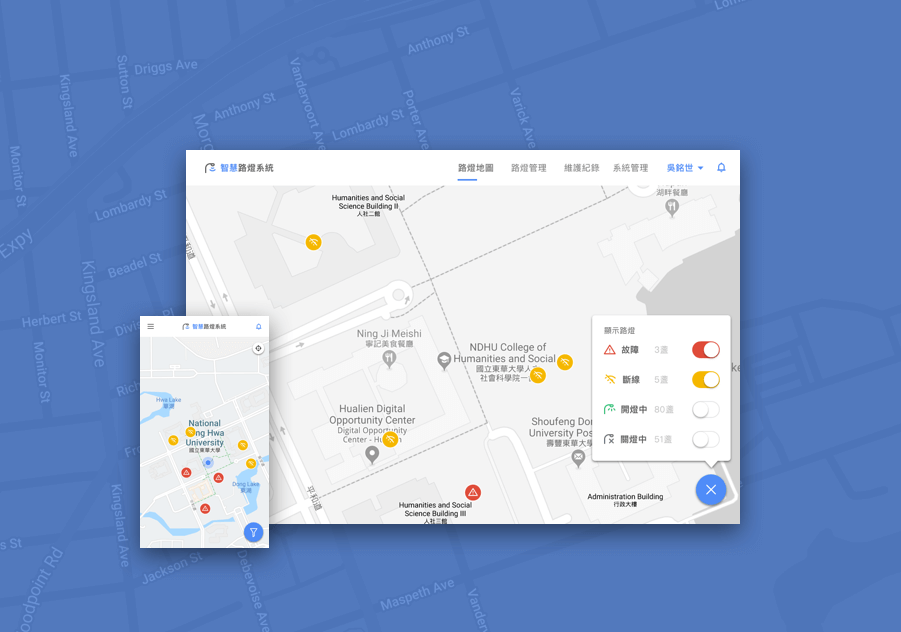 Lombardy St
Anthony St
Driggs Ave
Sutton St
Kingsland Ave
Vandervoort Ave
Anthony St
Porter Ave
Varick Ave
Lombardy St
Monitor St
Lombardy St
Expy
Beadel St
Kingsland Ave
Herbert St
Monitor St
Kingsland Ave
Jackson St
Debevoise Ave
Maspeth Ave
智慧路燈系統
路燈地圖
路燈管理
維護紀錄
系統管理
吳銘世
Humanities and Social
Science Building II
人社二館
湖畔餐廳
Ning Ji Meishi
寧記美食餐廳
NDHU College of
Humanities and Social
國立東華大學人
社會科學院一
Hualien Digital
Opportunity Center
Digital Opportunity
Center - Hu
Shoufeng Do
University Pos
壽豐東華大學
Humanities and Social
Science Building III
人社三館
Administration Building
行政大樓
顯示路燈
故障 3盞
斷線 5盞
開燈中 80盞
關燈中 51盞
智慧路燈系統
Hwa Lake
華湖
National
ng Hwa
University
國立東華大學
Dong Lake
東湖